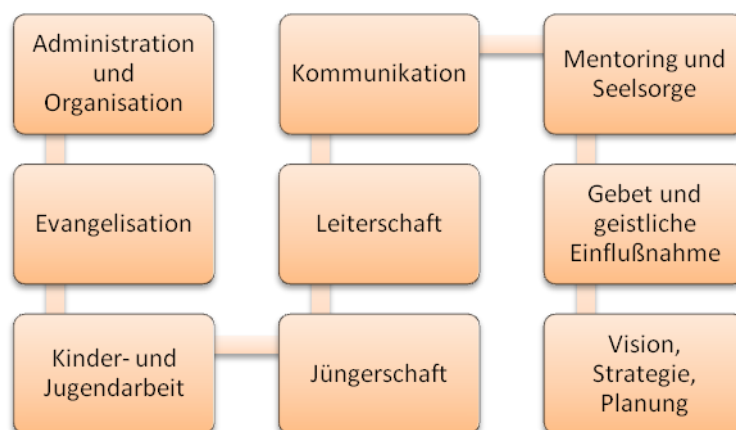 Administration
und
Organisation
Evangelisation
Kinder- und
Jugendarbeit
Jüngerschaft
Leiterschaft
Kommunikation
Mentoring und
Seelsorge
Gebet und
geistliche
Einflußnahme
Vision,
Strategie,
Planung